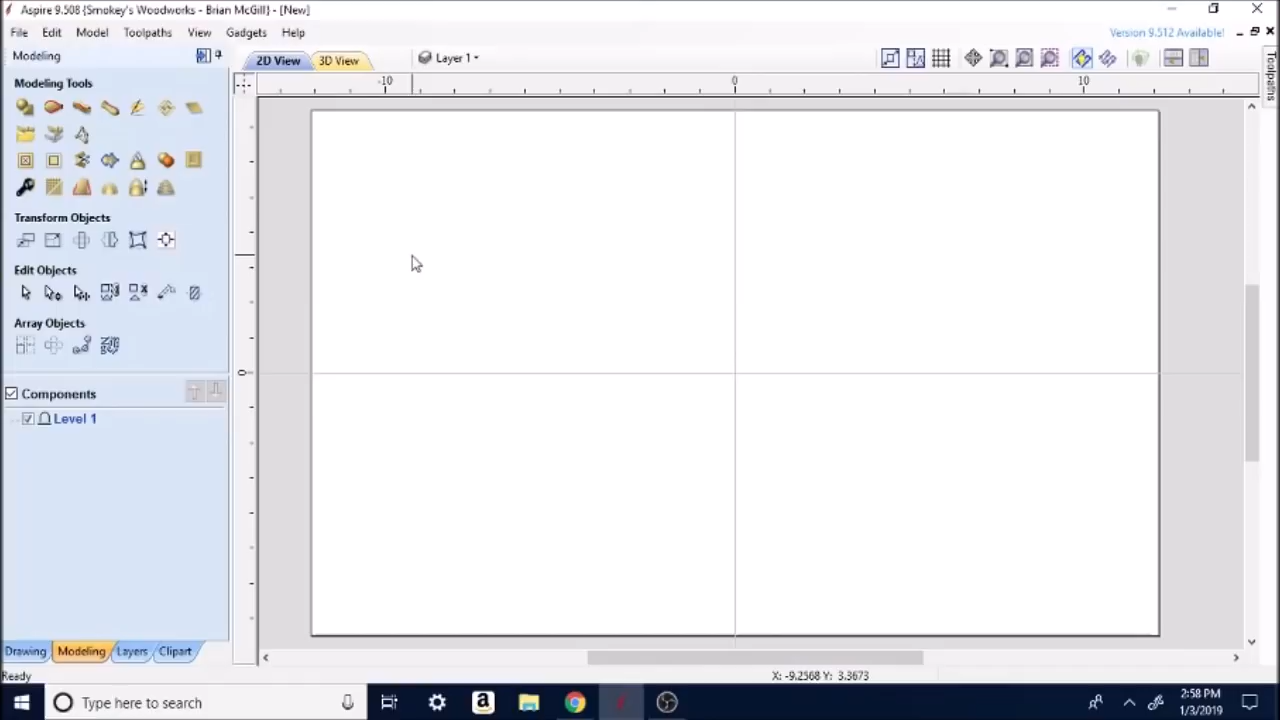 Aspire 9.508 {Smokey's Woodworks - Brian McGill} - [New]
File Edit Model Toolpaths View Gadgets Help
Version 9.512 Available!
Modeling
2D View 3D View Layer 1
Toolpaths
-10 0 10
Modeling Tools
Transform Objects
Edit Objects
Array Objects
0
Components
Level 1
Drawing Modeling Layers Clipart
Ready
X: -9.2568 Y: 3.3673
Type here to search
2:58 PM
1/3/2019